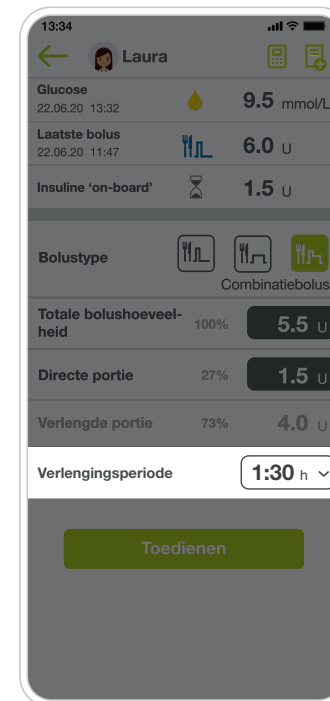 13:34
Laura
Glucose
22.06.20 13:32
9.5 mmol/L
Laatste bolus
22.06.20 11:47
6.0 U
Insuline ‘on-board’
1.5 U
Bolustype
Combinatiebolus
Totale bolushoeveel-
heid
100%
5.5 U
Directe portie
27%
1.5 U
Verlengde portie
73%
4.0 U
Verlengingsperiode
1:30 h
Toedienen